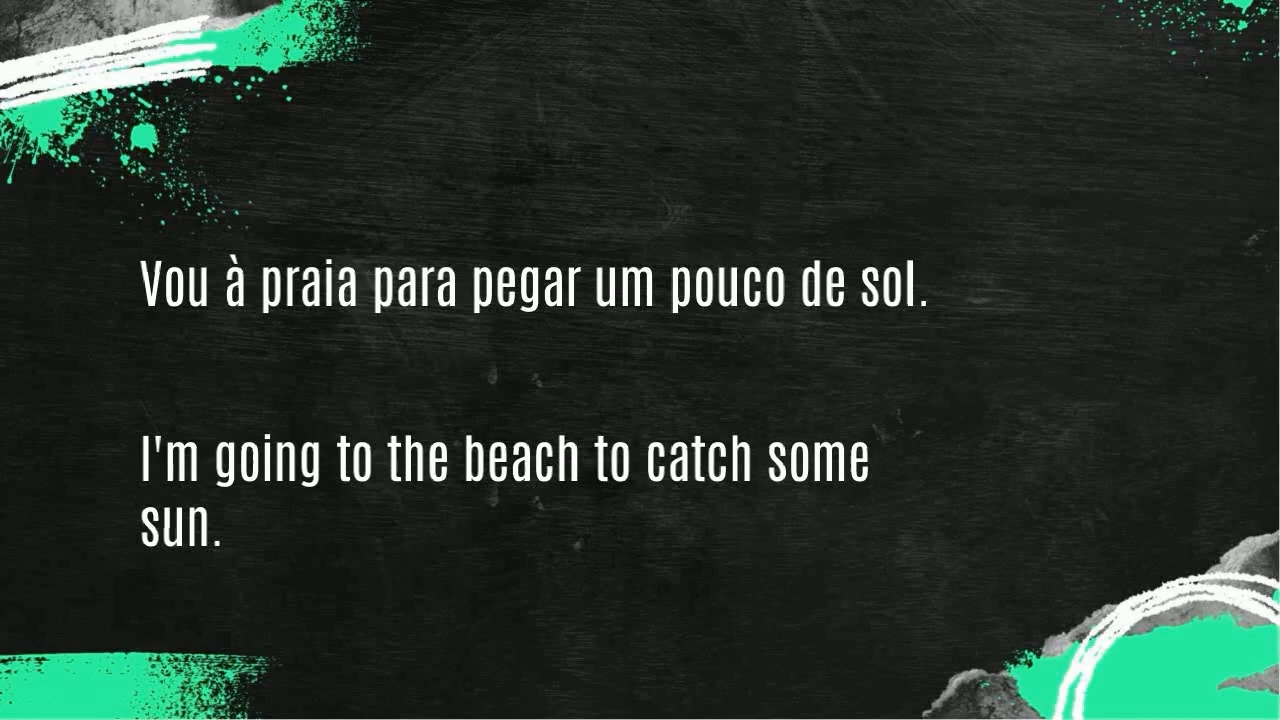 Vou à praia para pegar um pouco de sol.
I'm going to the beach to catch some
sun.